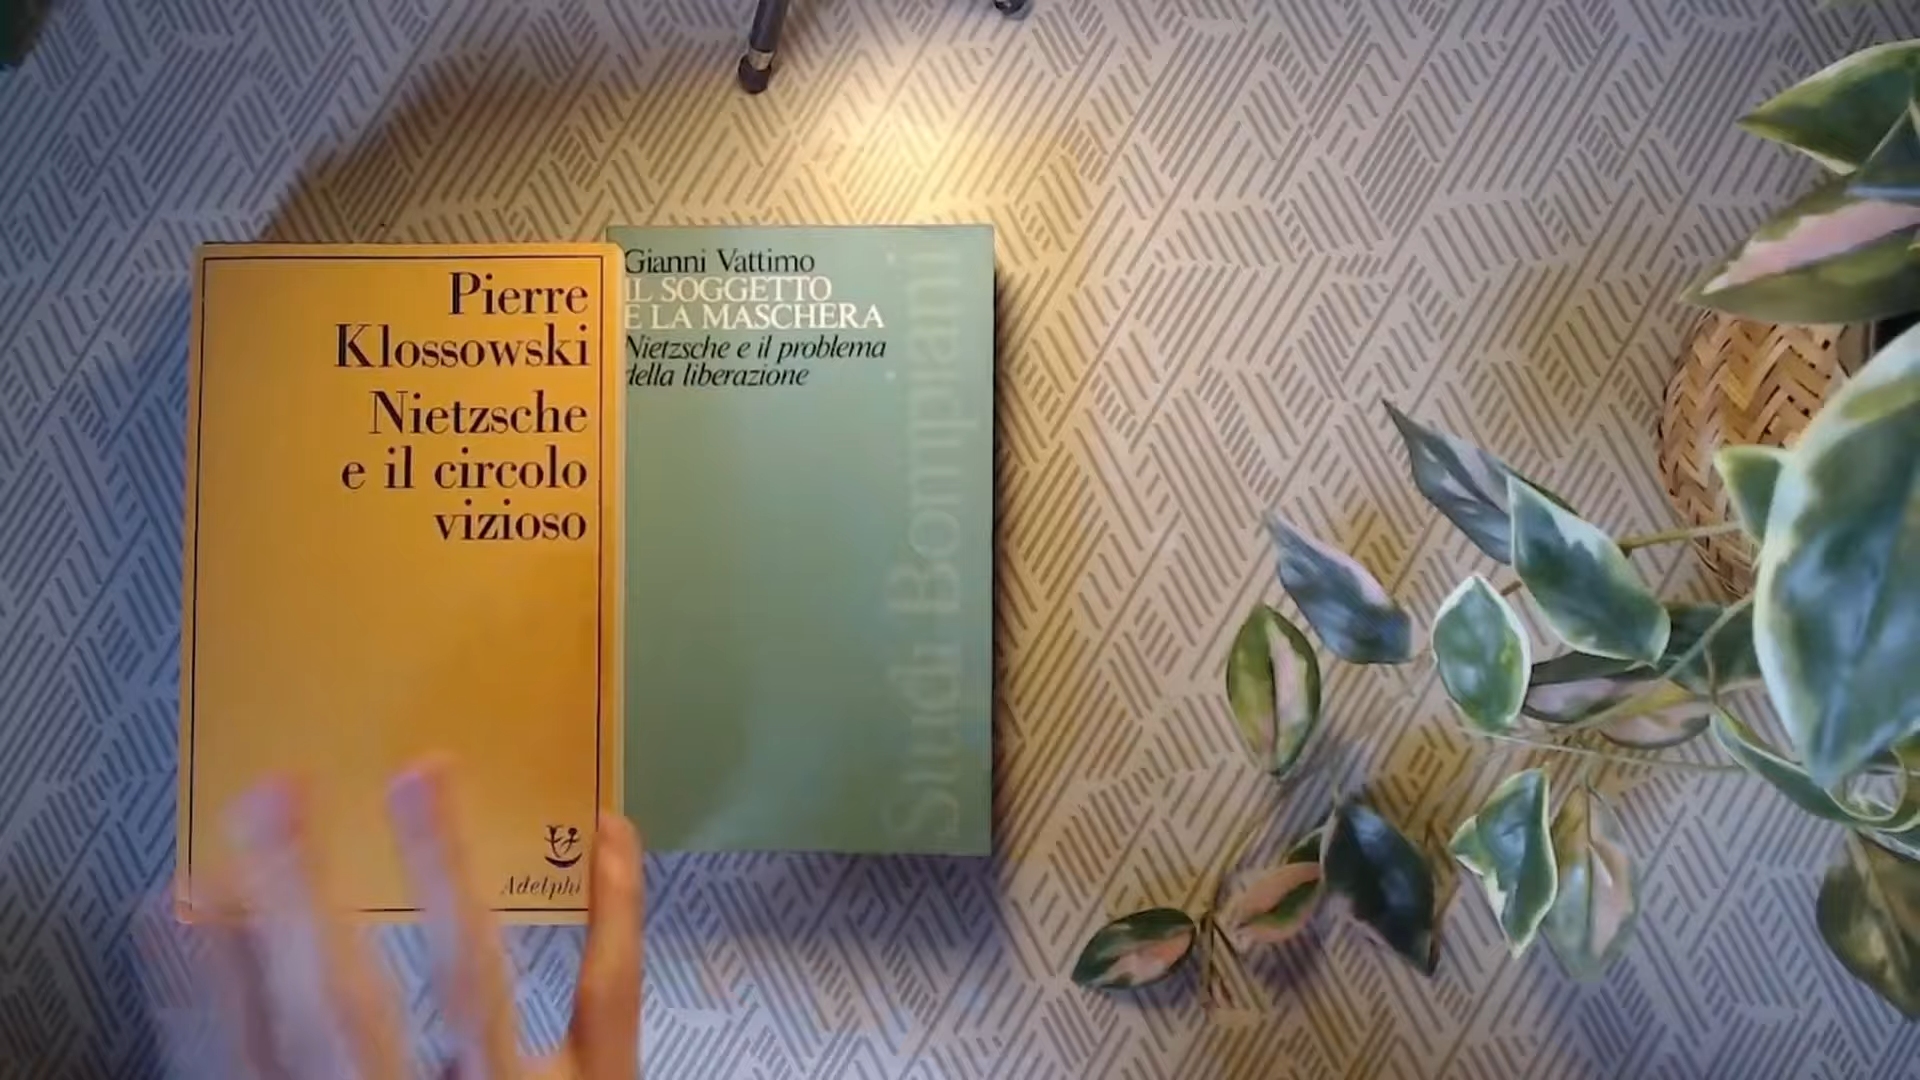 Pierre
Klossowski
Nietzsche
e il circolo
vizioso
Adelphi
Gianni Vattimo
IL SOGGETTO
E LA MASCHERA
Nietzsche e il problema
della liberazione
Studi Bompiani